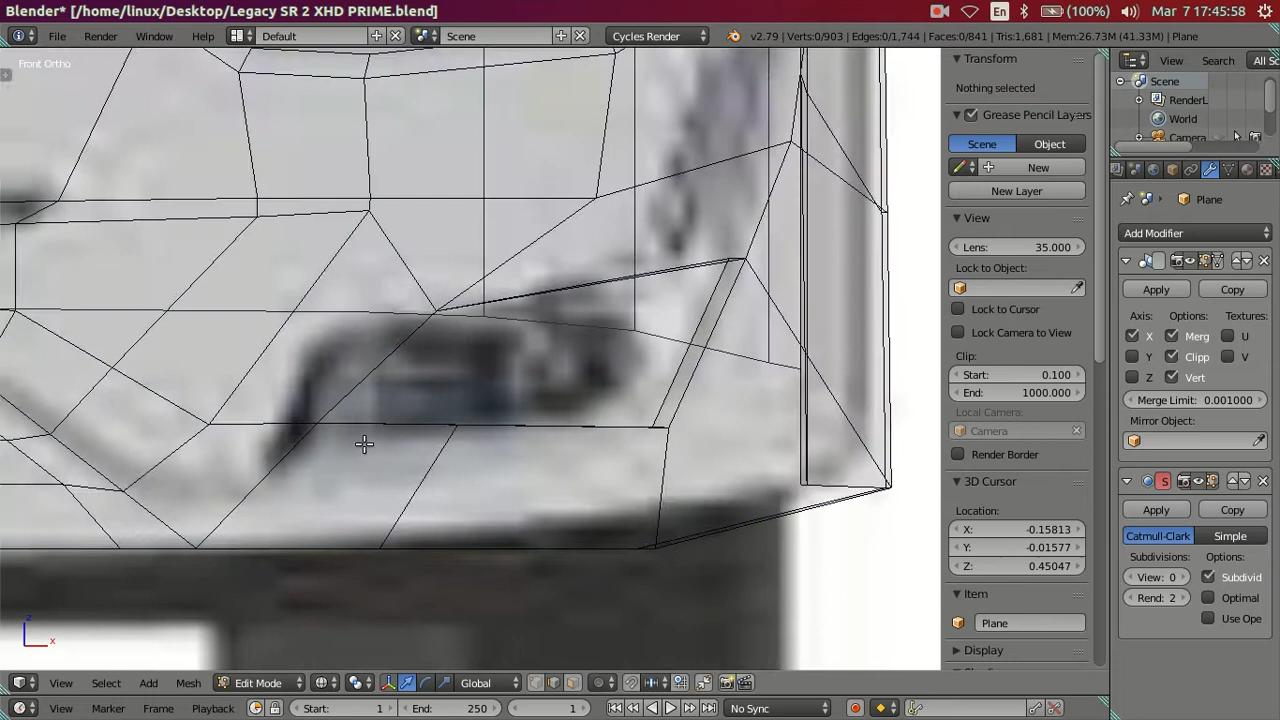 Blender* [/home/linux/Desktop/Legacy SR 2 XHD PRIME.blend]
En
(100%)
Mar 7 17:45:58
File
Render
Window
Help
Default
Scene
Cycles Render
v2.79 | Verts:0/903 | Edges:0/1,744 | Faces:0/841 | Tris:1,681 | Mem:26.73M (41.33M) | Plane
Front Ortho
z
x
Transform
Nothing selected
Grease Pencil Layers
Scene
Object
New
New Layer
View
Lens: 35.000
Lock to Object:
Lock to Cursor
Lock Camera to View
Clip:
Start: 0.100
End: 1000.000
Local Camera:
Camera
Render Border
3D Cursor
Location:
X: -0.15813
Y: -0.01577
Z: 0.45047
Item
Plane
Display
View
Search
All Sc
Scene
RenderL
World
Camera
Plane
Add Modifier
Apply
Copy
Axis:
Options:
Textures:
X
Merg
U
Y
Clipp
V
Z
Vert
Merge Limit: 0.001000
Mirror Object:
S
Apply
Copy
Catmull-Clark
Simple
Subdivisions:
Options:
View: 0
Subdivid
Rend: 2
Optimal
Use Ope
View
Select
Add
Mesh
Edit Mode
Global
View
Marker
Frame
Playback
Start: 1
End: 250
1
No Sync